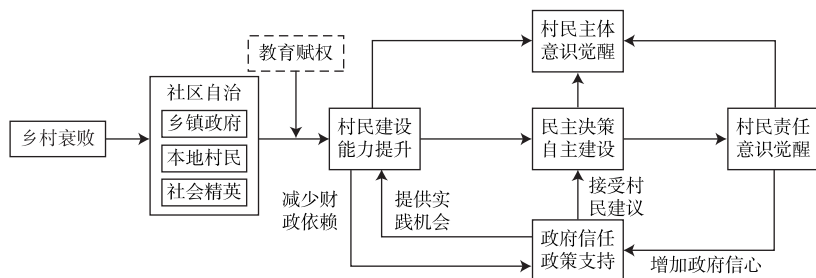 村民主体
意识觉醒
教育赋权
社区自治
乡镇政府
本地村民
社会精英
乡村衰败
村民建设
能力提升
民主决策
自主建设
村民责任
意识觉醒
减少财
政依赖
提供实
践机会
接受村
民建议
政府信任
政策支持
增加政府信心